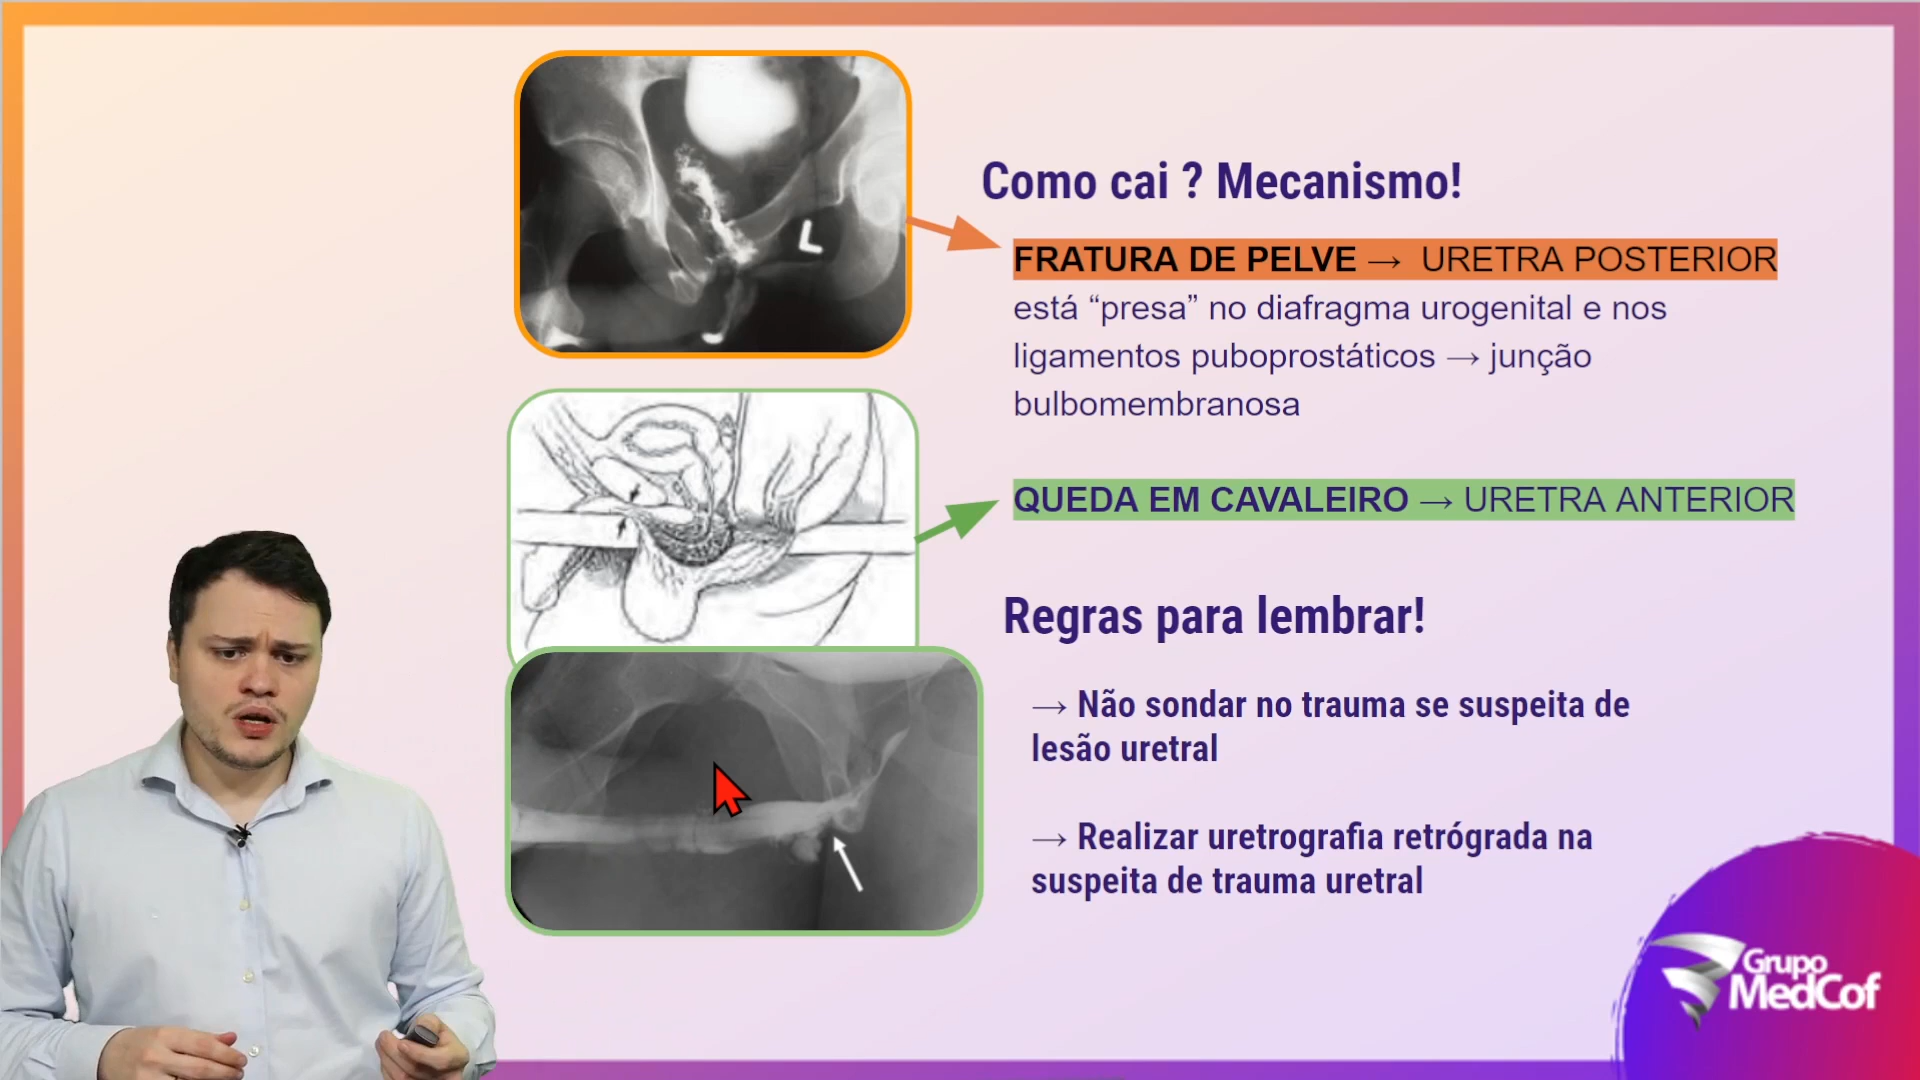 L
Como cai ? Mecanismo!
FRATURA DE PELVE → URETRA POSTERIOR
está “presa” no diafragma urogenital e nos
ligamentos puboprostáticos → junção
bulbomembranosa
QUEDA EM CAVALEIRO → URETRA ANTERIOR
Regras para lembrar!
→ Não sondar no trauma se suspeita de
lesão uretral
→ Realizar uretrografia retrógrada na
suspeita de trauma uretral
Grupo
MedCof